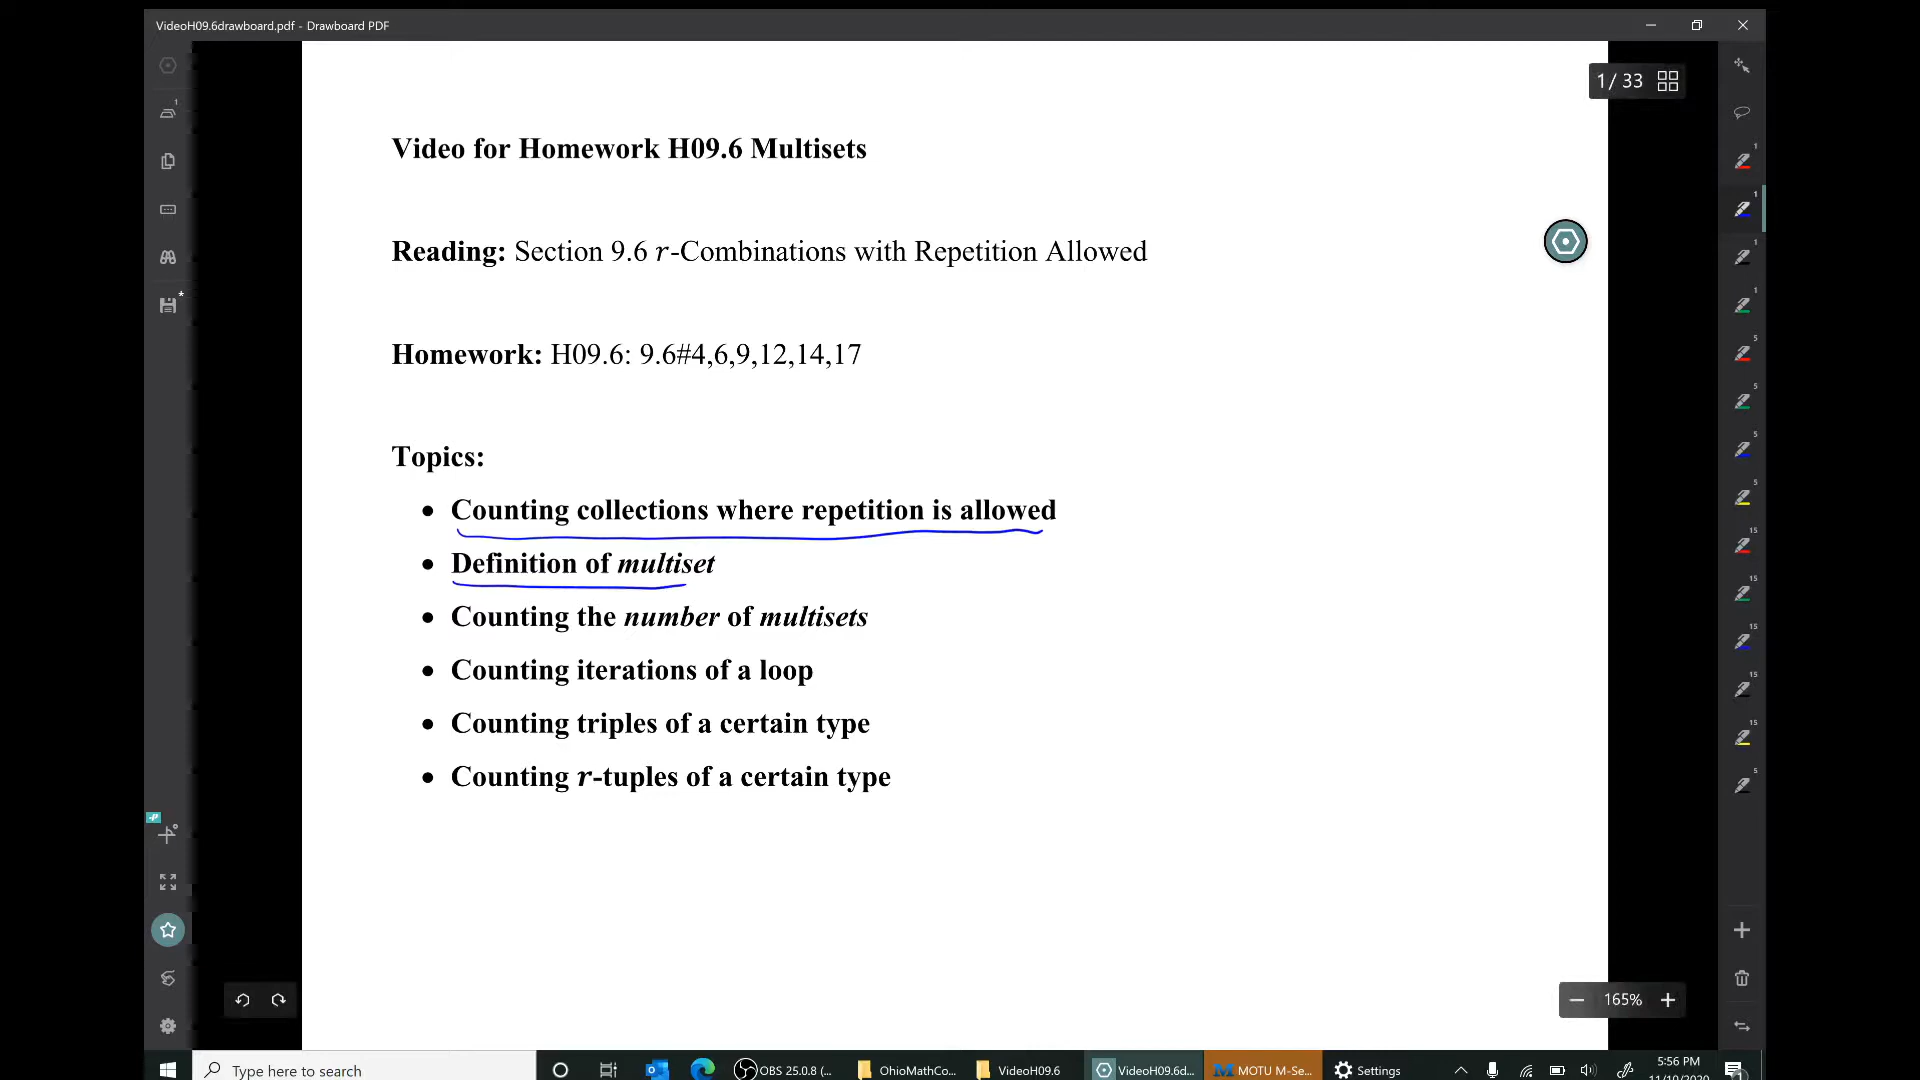 VideoH09.6drawboard.pdf - Drawboard PDF
1 / 33
Video for Homework H09.6 Multisets
Reading: Section 9.6 r-Combinations with Repetition Allowed
Homework: H09.6: 9.6#4,6,9,12,14,17
Topics:
• Counting collections where repetition is allowed
• Definition of multiset
• Counting the number of multisets
• Counting iterations of a loop
• Counting triples of a certain type
• Counting r-tuples of a certain type
165%
Type here to search
OBS 25.0.8 (...
OhioMathCo...
VideoH09.6
VideoH09.6d...
MOTU M-Se...
Settings
5:56 PM